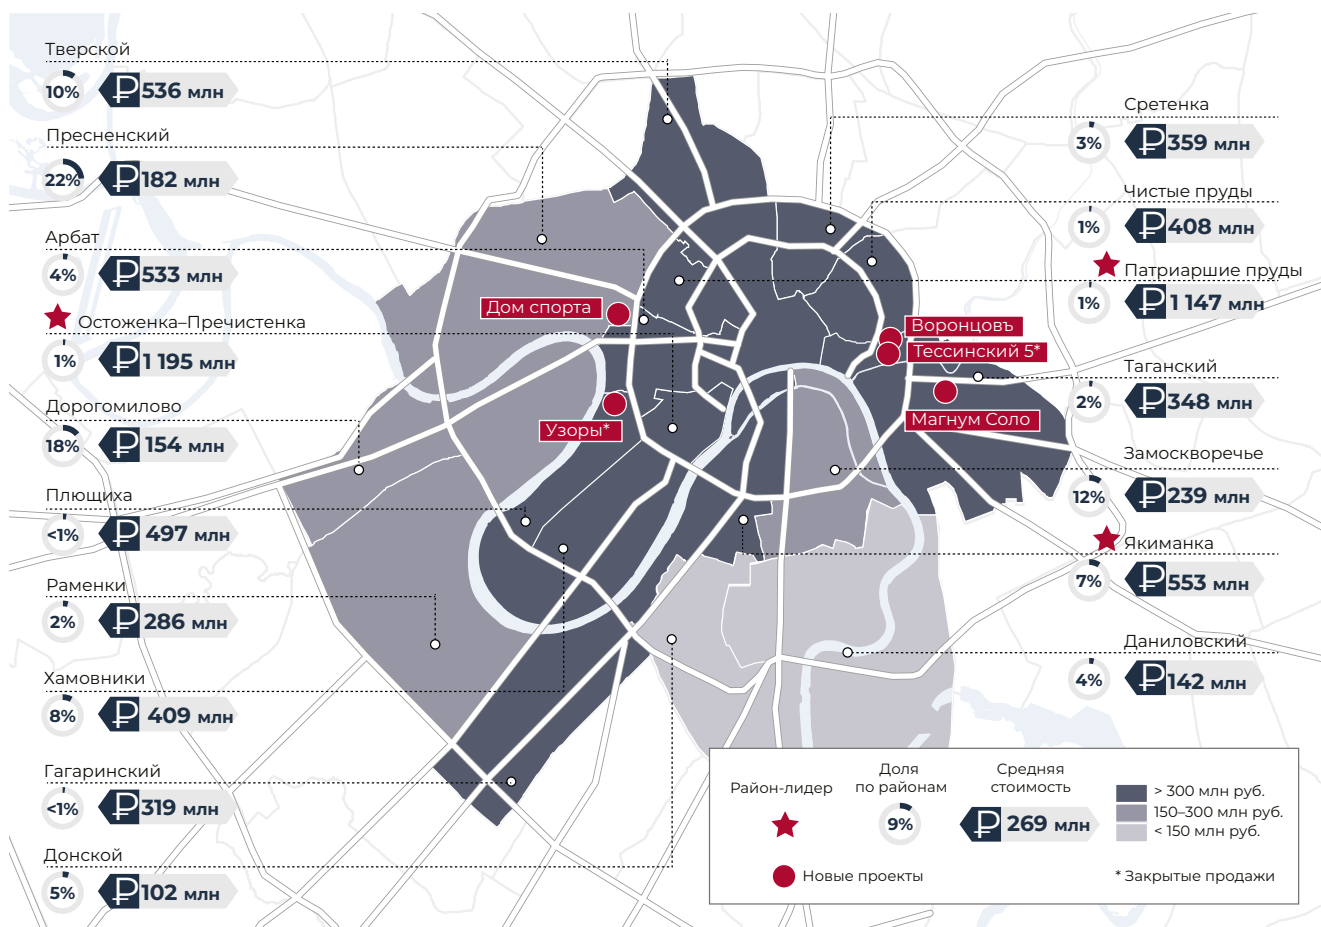 Тверской
10%
₽ 536 млн
Пресненский
22%
₽ 182 млн
Арбат
4%
₽ 533 млн
Остоженка–Пречистенка
1%
₽ 1 195 млн
Дорогомилово
18%
₽ 154 млн
Плющиха
<1%
₽ 497 млн
Раменки
2%
₽ 286 млн
Хамовники
8%
₽ 409 млн
Гагаринский
<1%
₽ 319 млн
Донской
5%
₽ 102 млн
Дом спорта
Узоры*
Воронцовъ
Тессинский 5*
Магнум Соло
Сретенка
3%
₽ 359 млн
Чистые пруды
1%
₽ 408 млн
Патриаршие пруды
1%
₽ 1 147 млн
Таганский
2%
₽ 348 млн
Замоскворечье
12%
₽ 239 млн
Якиманка
7%
₽ 553 млн
Даниловский
4%
₽ 142 млн
Район-лидер
Доля
по районам
9%
Средняя
стоимость
₽ 269 млн
> 300 млн руб.
150–300 млн руб.
< 150 млн руб.
Новые проекты
* Закрытые продажи